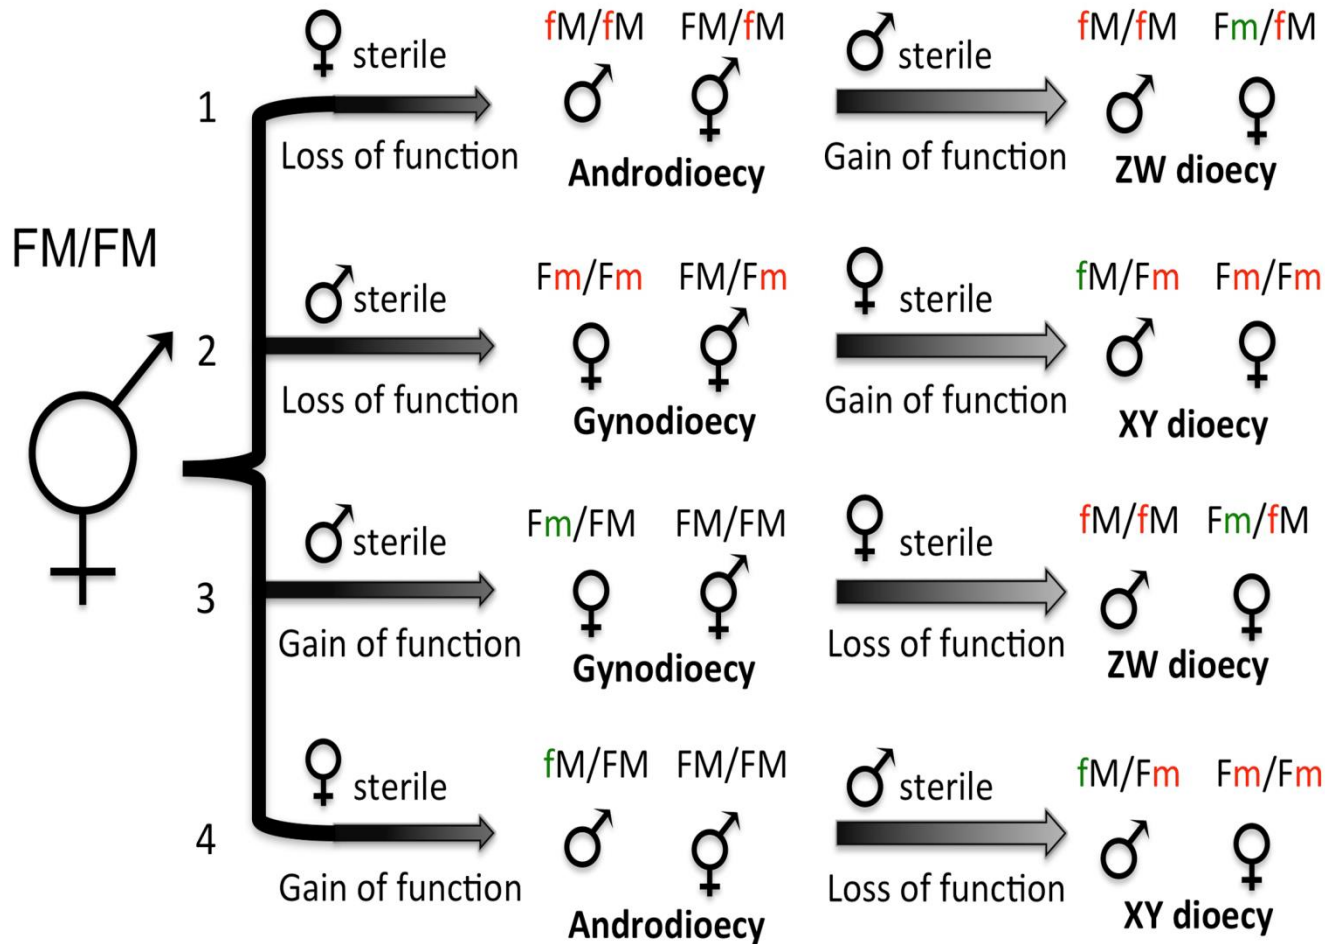 fM/fM FM/fM fM/fM Fm/fM
sterile sterile
1
Loss of function Gain of function
Androdioecy ZW dioecy
FM/FM
Fm/Fm FM/Fm fM/Fm Fm/Fm
sterile sterile
2
Loss of function Gain of function
Gynodioecy XY dioecy
Fm/FM FM/FM fM/fM Fm/fM
sterile sterile
3
Gain of function Loss of function
Gynodioecy ZW dioecy
fM/FM FM/FM fM/Fm Fm/Fm
sterile sterile
4
Gain of function Loss of function
Androdioecy XY dioecy